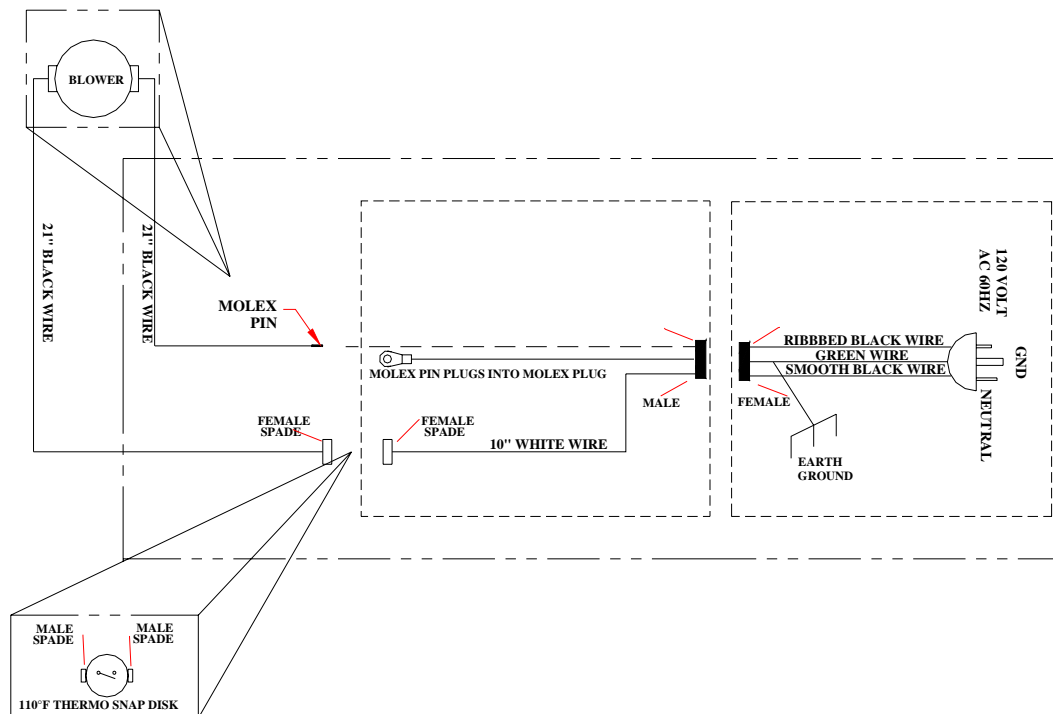 BLOWER
21" BLACK WIRE
21" BLACK WIRE
MOLEX
PIN
MOLEX PIN PLUGS INTO MOLEX PLUG
MALE
FEMALE
RIBBBED BLACK WIRE
GREEN WIRE
SMOOTH BLACK WIRE
120 VOLT
AC 60HZ
GND
NEUTRAL
FEMALE
SPADE
FEMALE
SPADE
10" WHITE WIRE
EARTH
GROUND
MALE
SPADE
MALE
SPADE
110°F THERMO SNAP DISK